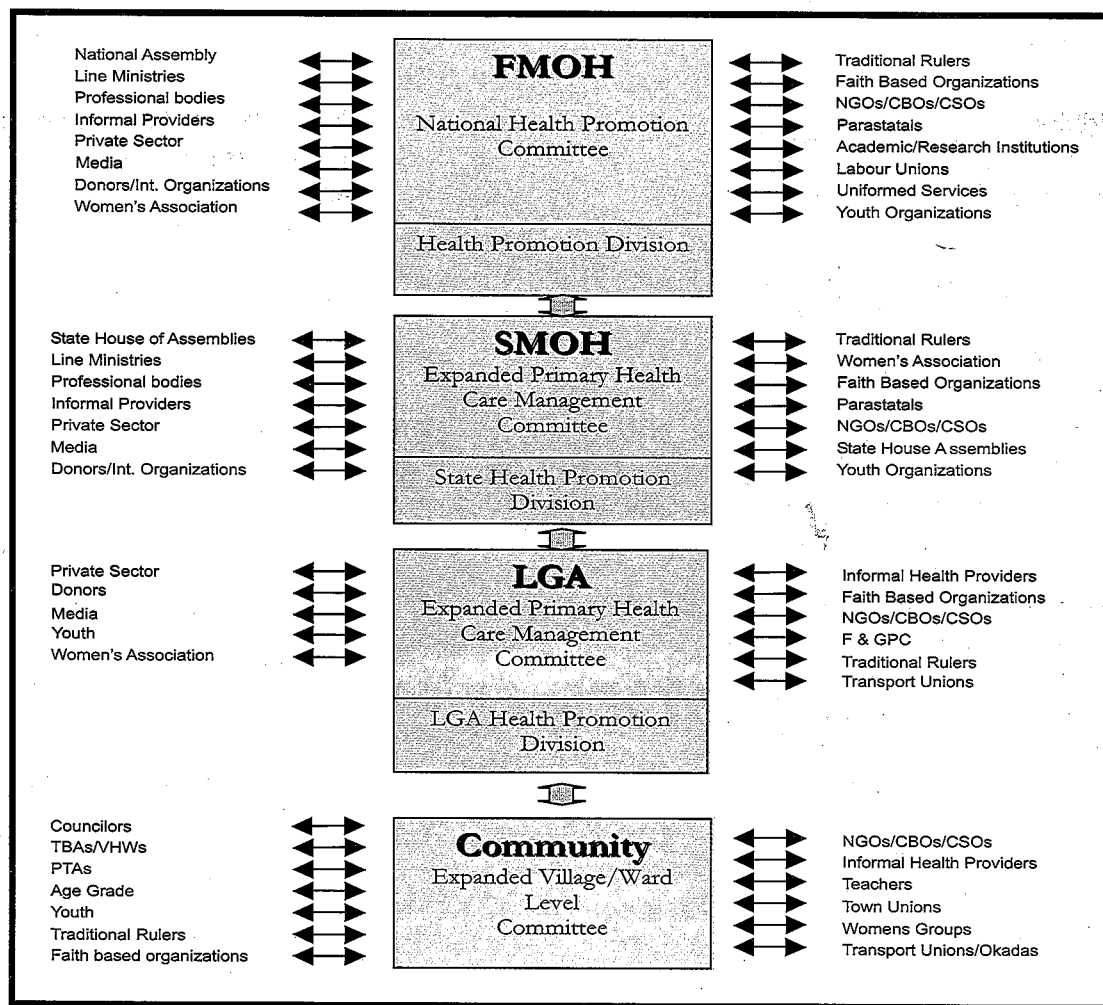 National Assembly
Line Ministries
Professional bodies
Informal Providers
Private Sector
Media
Donors/Int. Organizations
Women's Association
FMOH
National Health Promotion
Committee
Health Promotion Division
Traditional Rulers
Faith Based Organizations
NGOs/CBOs/CSOs
Parastatals
Academic/Research Institutions
Labour Unions
Uniformed Services
Youth Organizations
State House of Assemblies
Line Ministries
Professional bodies
Informal Providers
Private Sector
Media
Donors/Int. Organizations
SMOH
Expanded Primary Health
Care Management
Committee
State Health Promotion
Division
Traditional Rulers
Women's Association
Faith Based Organizations
Parastatals
NGOs/CBOs/CSOs
State House Assemblies
Youth Organizations
Private Sector
Donors
Media
Youth
Women's Association
LGA
Expanded Primary Health
Care Management
Committee
LGA Health Promotion
Division
Informal Health Providers
Faith Based Organizations
NGOs/CBOs/CSOs
F & GPC
Traditional Rulers
Transport Unions
Councilors
TBAs/VHWs
PTAs
Age Grade
Youth
Traditional Rulers
Faith based organizations
Community
Expanded Village/Ward
Level
Committee
NGOs/CBOs/CSOs
Informal Health Providers
Teachers
Town Unions
Womens Groups
Transport Unions/Okadas